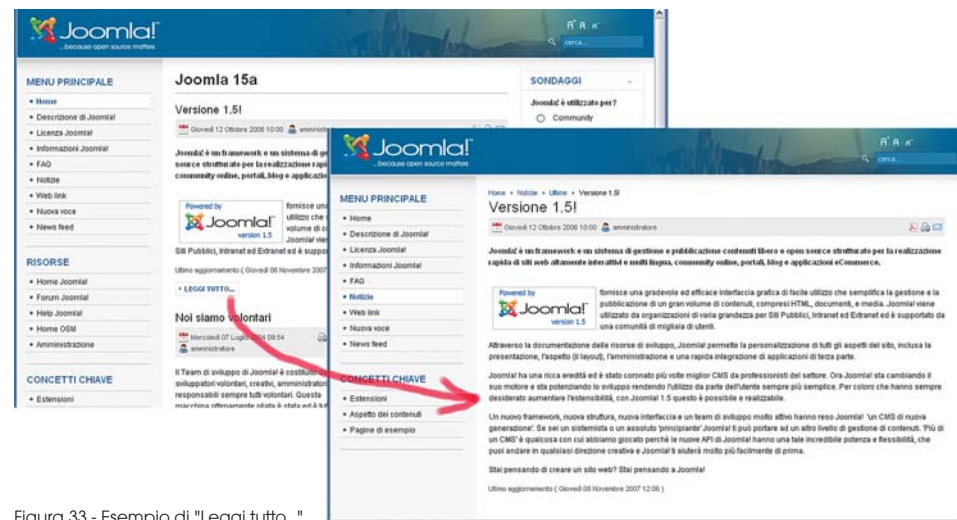 Joomla!
...because open source matters
cerca...
MENU PRINCIPALE
Home
Descrizione di Joomla!
Licenza Joomla!
Informazioni Joomla!
FAQ
Notizie
Web link
Nuova voce
News feed
RISORSE
Home Joomla!
Forum Joomla!
Help Joomla!
Home OSM
Amministrazione
CONCETTI CHIAVE
Estensioni
Joomla 15a
Versione 1.5!
Giovedì 12 Ottobre 2006 10:00
Joomla! è un framework e un sistema di
source strutturato per la realizzazione
community online, portali, blog e
Powered by
Joomla!
version 1.5
fornisce
utilizzo che
volume di
Joomla!
Siti Pubblici, Intranet ed Extranet ed è
Ultimo aggiornamento ( Giovedì 08 Novembre 2007
LEGGI TUTTO...
Noi siamo volontari
Mercoledì 07 Luglio 2004 09:54
amministratore
Il Team di sviluppo di Joomla! è costituito
sviluppatori volontari, creativi,
responsabili sempre tutti volontari. Questa
macchina ottimamente oliata è stata ed è
SONDAGGI
Joomla! è utilizzato per?
Community
Joomla!
...because open source matters
cerca...
MENU PRINCIPALE
Home
Descrizione di Joomla!
Licenza Joomla!
Informazioni Joomla!
FAQ
Notizie
Web link
Nuova voce
News feed
CONCETTI CHIAVE
Estensioni
Aspetto dei contenuti
Pagine di esempio
Home Notizie Ultime Versione 1.5!
Versione 1.5!
Giovedì 12 Ottobre 2006 10:00 amministratore
Joomla! è un framework e un sistema di gestione e pubblicazione contenuti libero e open source strutturato per la realizzazione
rapida di siti web altamente interattivi e multi lingua, community online, portali, blog e applicazioni eCommerce.
Powered by
Joomla!
version 1.5
fornisce una gradevole ed efficace interfaccia grafica di facile utilizzo che semplifica la gestione e la
pubblicazione di un gran volume di contenuti, compresi HTML, documenti, e media. Joomla! viene
utilizzato da organizzazioni di varia grandezza per Siti Pubblici, Intranet ed Extranet ed è supportato da
una comunità di migliaia di utenti.
Attraverso la documentazione delle risorse di sviluppo, Joomla! permette la personalizzazione di tutti gli aspetti del sito, inclusa la
presentazione, l'aspetto (il layout), l'amministrazione e una rapida integrazione di applicazioni di terza parte.
Joomla! ha una ricca eredità ed è stato coronato più volte miglior CMS da professionisti del settore. Ora Joomla! sta cambiando il
suo motore e sta potenziando lo sviluppo rendendo l'utilizzo da parte dell'utente sempre più semplice. Per coloro che hanno sempre
desiderato aumentare l'estensibilità, con Joomla! 1.5 questo è possibile e realizzabile.
Un nuovo framework, nuova struttura, nuova interfaccia e un team di sviluppo molto attivo hanno reso Joomla! 'un CMS di nuova
generazione'. Se sei un sistemista o un assoluto 'principiante' Joomla! ti può portare ad un altro livello di gestione di contenuti. 'Più di
un CMS' è qualcosa con cui abbiamo giocato perchè le nuove API di Joomla! hanno una tale incredibile potenza e flessibilità, che
puoi andare in qualsiasi direzione creativa e Joomla! ti aiuterà molto più facilmente di prima.
Stai pensando di creare un sito web? Stai pensando a Joomla!
Ultimo aggiornamento ( Giovedì 08 Novembre 2007 12:06 )
Figura 33 - Esempio di "Leggi tutto..."